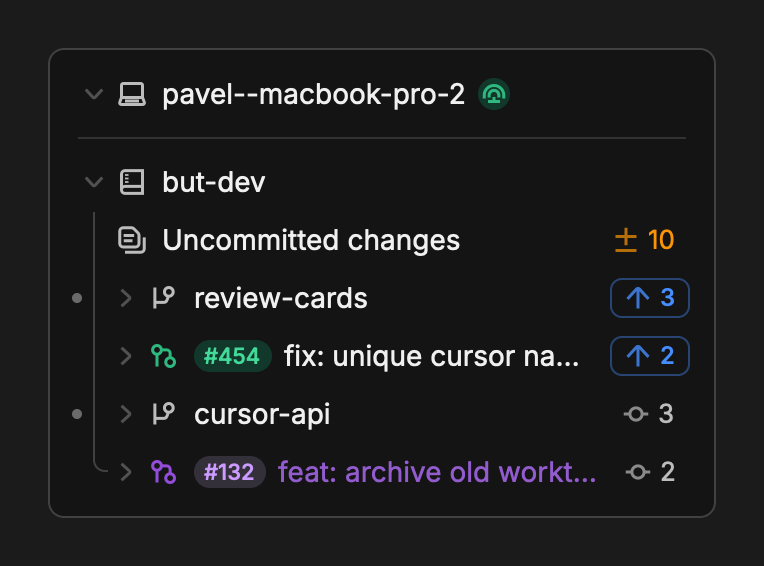 pavel--macbook-pro-2
but-dev
Uncommitted changes ± 10
review-cards ↑ 3
#454 fix: unique cursor na... ↑ 2
cursor-api 3
#132 feat: archive old workt... 2